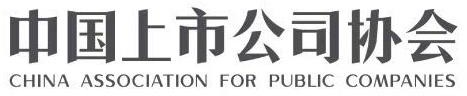 中国上市公司协会
CHINA ASSOCIATION FOR PUBLIC COMPANIES